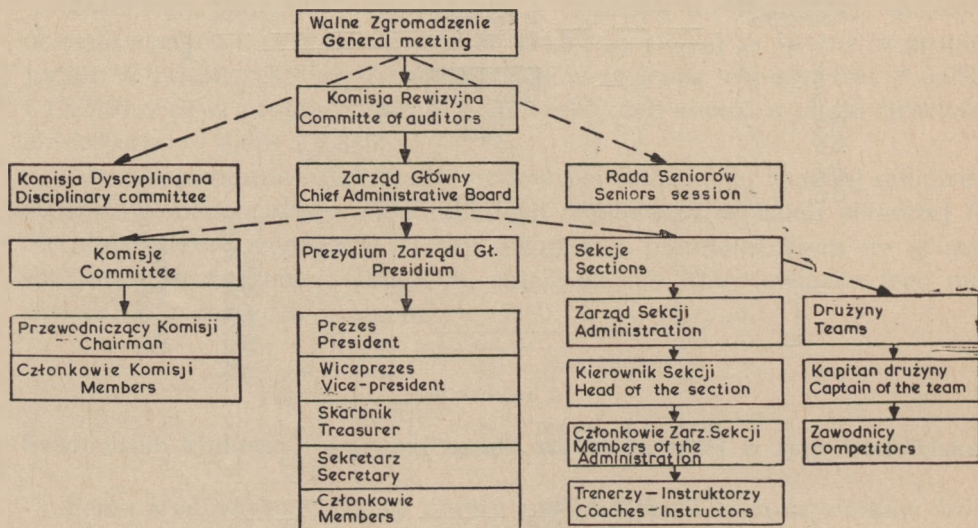 Walne Zgromadzenie
General meeting
Komisja Rewizyjna
Committe of auditors
Komisja Dyscyplinarna
Disciplinary committee
Zarząd Główny
Chief Administrative Board
Rada Seniorów
Seniors session
Komisje
Committee
Prezydium Zarządu Gł.
Presidium
Sekcje
Sections
Przewodniczący Komisji
Chairman
Członkowie Komisji
Members
Prezes
President
Wiceprezes
Vice-president
Skarbnik
Treasurer
Sekretarz
Secretary
Członkowie
Members
Zarząd Sekcji
Administration
Kierownik Sekcji
Head of the section
Członkowie Zarz. Sekcji
Members of the
Administration
Trenerzy – Instruktorzy
Coaches – Instructors
Drużyny
Teams
Kapitan drużyny
Captain of the team
Zawodnicy
Competitors